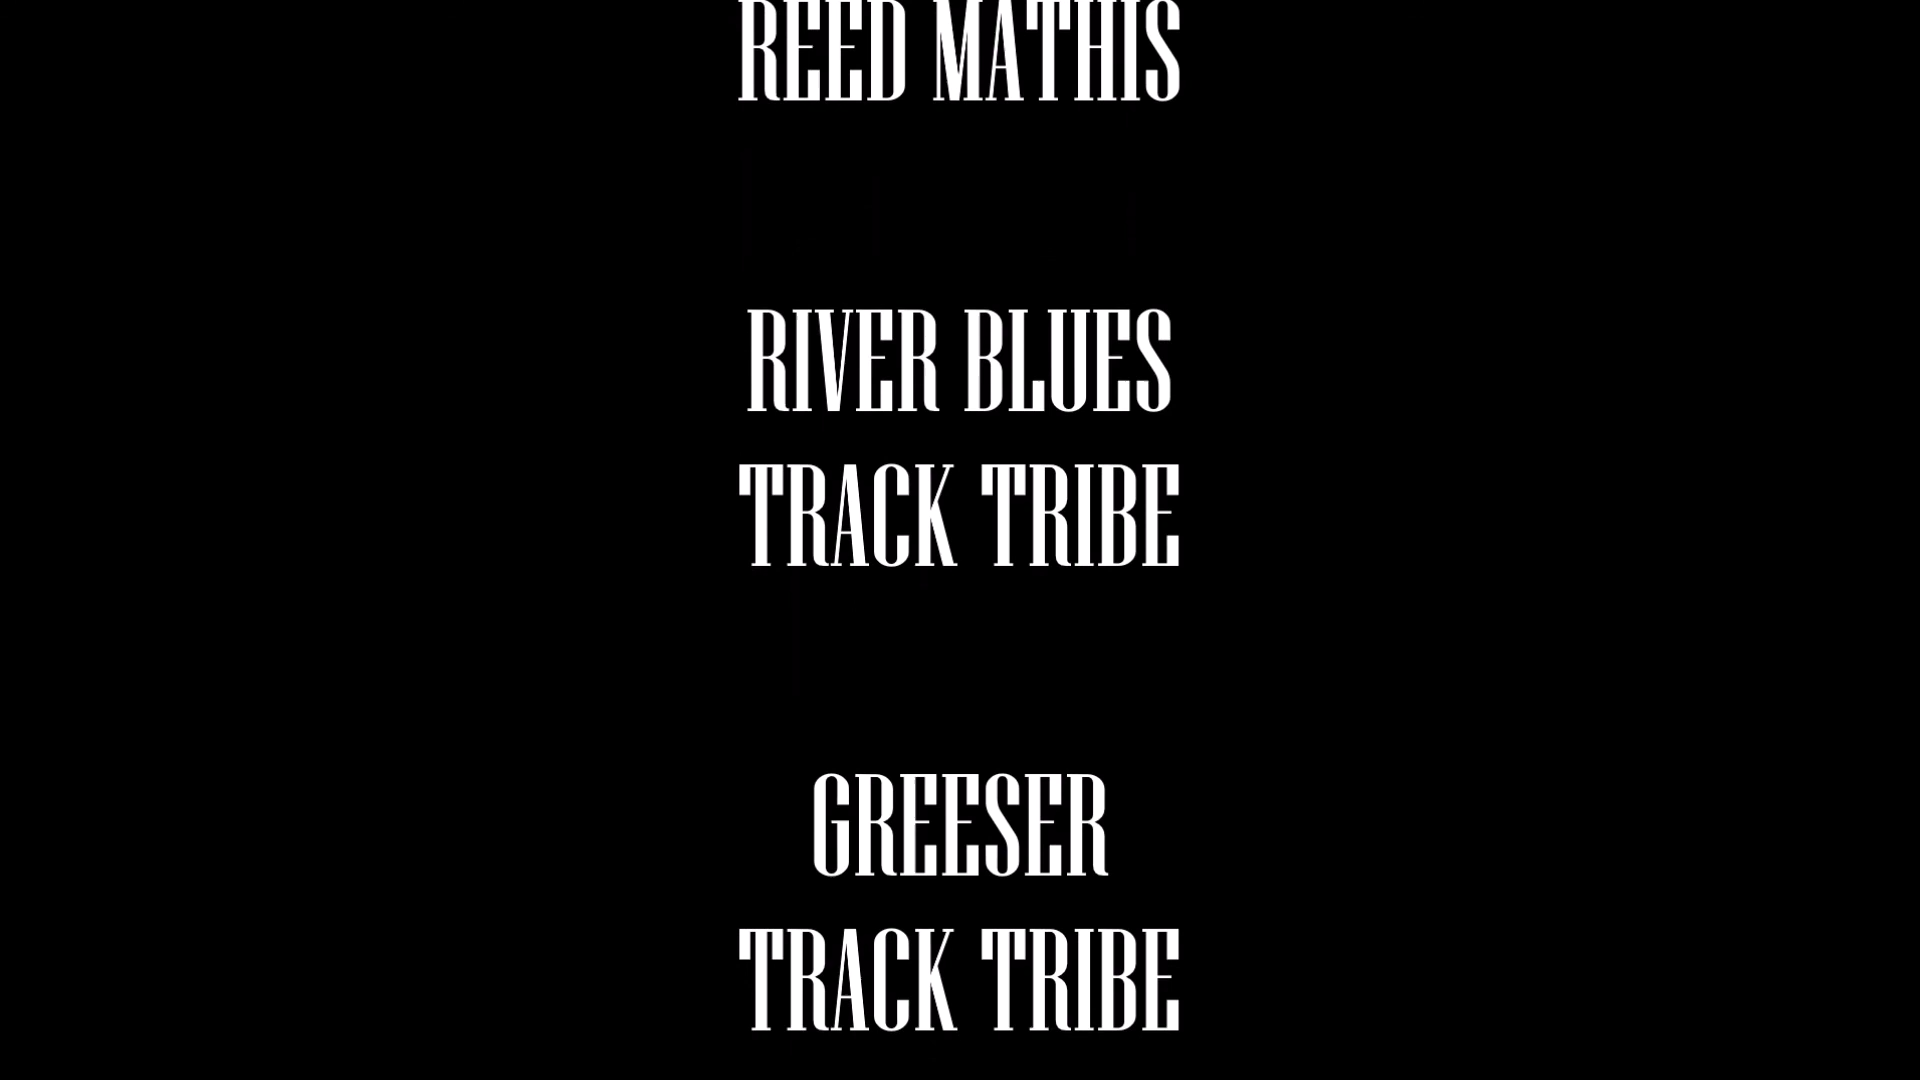 REED MATHIS
RIVER BLUES
TRACK TRIBE
GREESER
TRACK TRIBE